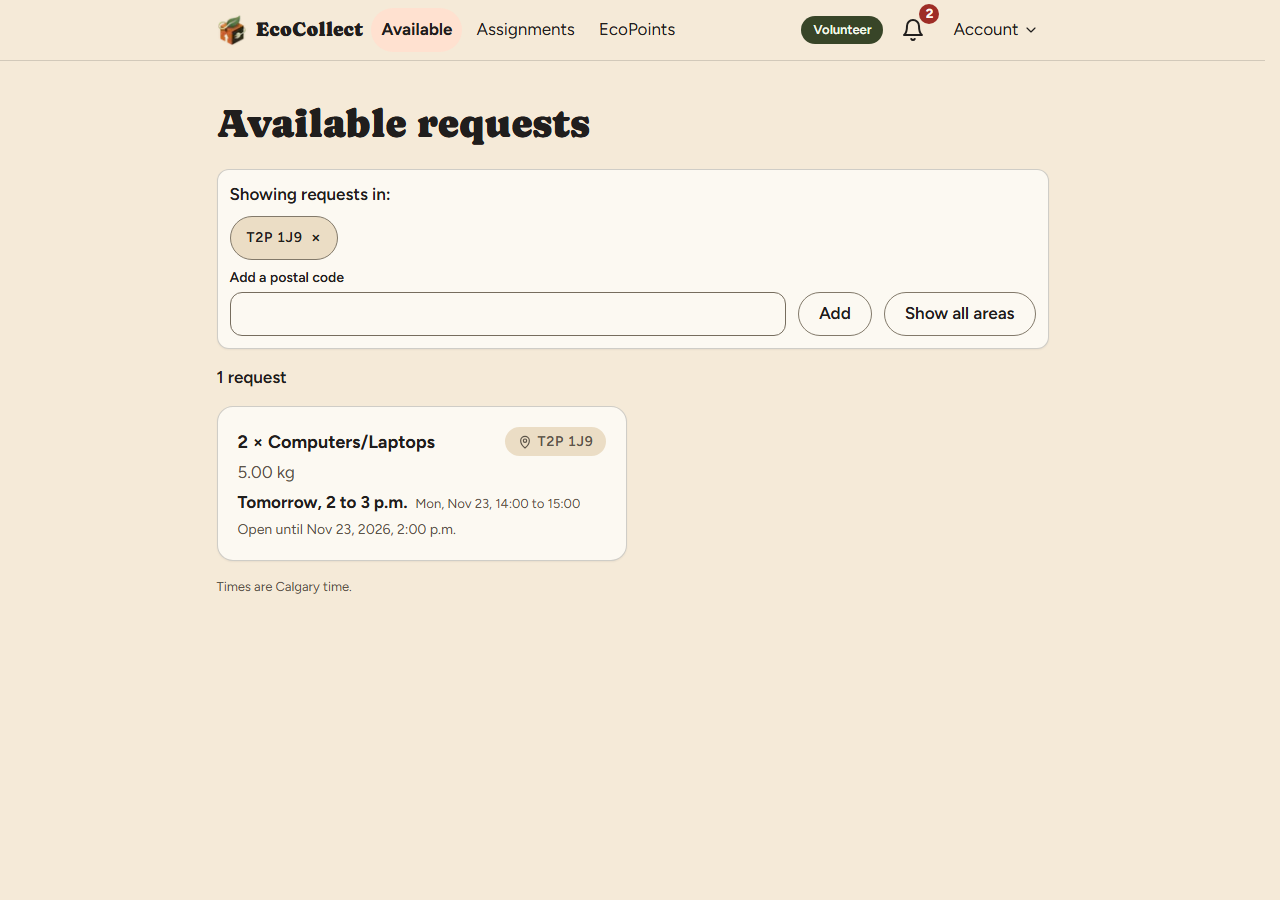 EcoCollect Available Assignments EcoPoints Volunteer 2 Account
Available requests
Showing requests in:
T2P 1J9 ×
Add a postal code
Add Show all areas
1 request
2 × Computers/Laptops T2P 1J9
5.00 kg
Tomorrow, 2 to 3 p.m. Mon, Nov 23, 14:00 to 15:00
Open until Nov 23, 2026, 2:00 p.m.
Times are Calgary time.